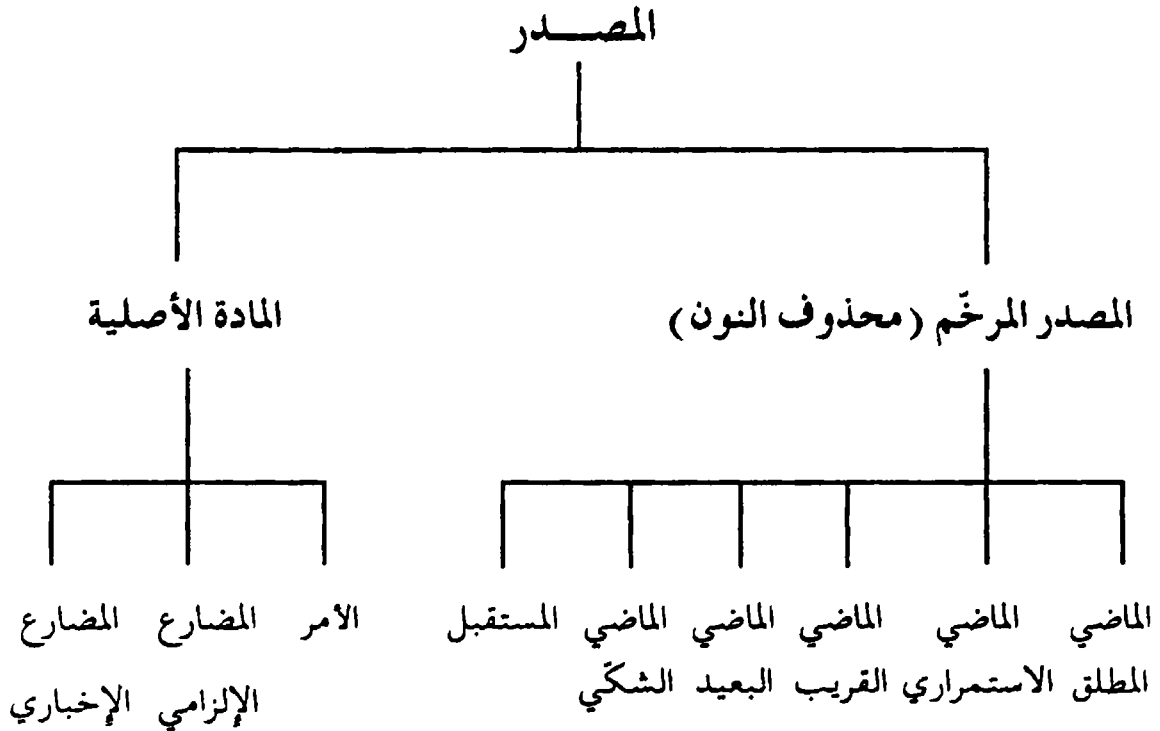 المصــــدر
المصدر المرخّم (محذوف النون) المادة الأصلية
الماضي الماضي الماضي الماضي الماضي المستقبل الأمر المضارع المضارع
المطلق الاستمراري القريب البعيد الشكّي الإلزامي الإخباري